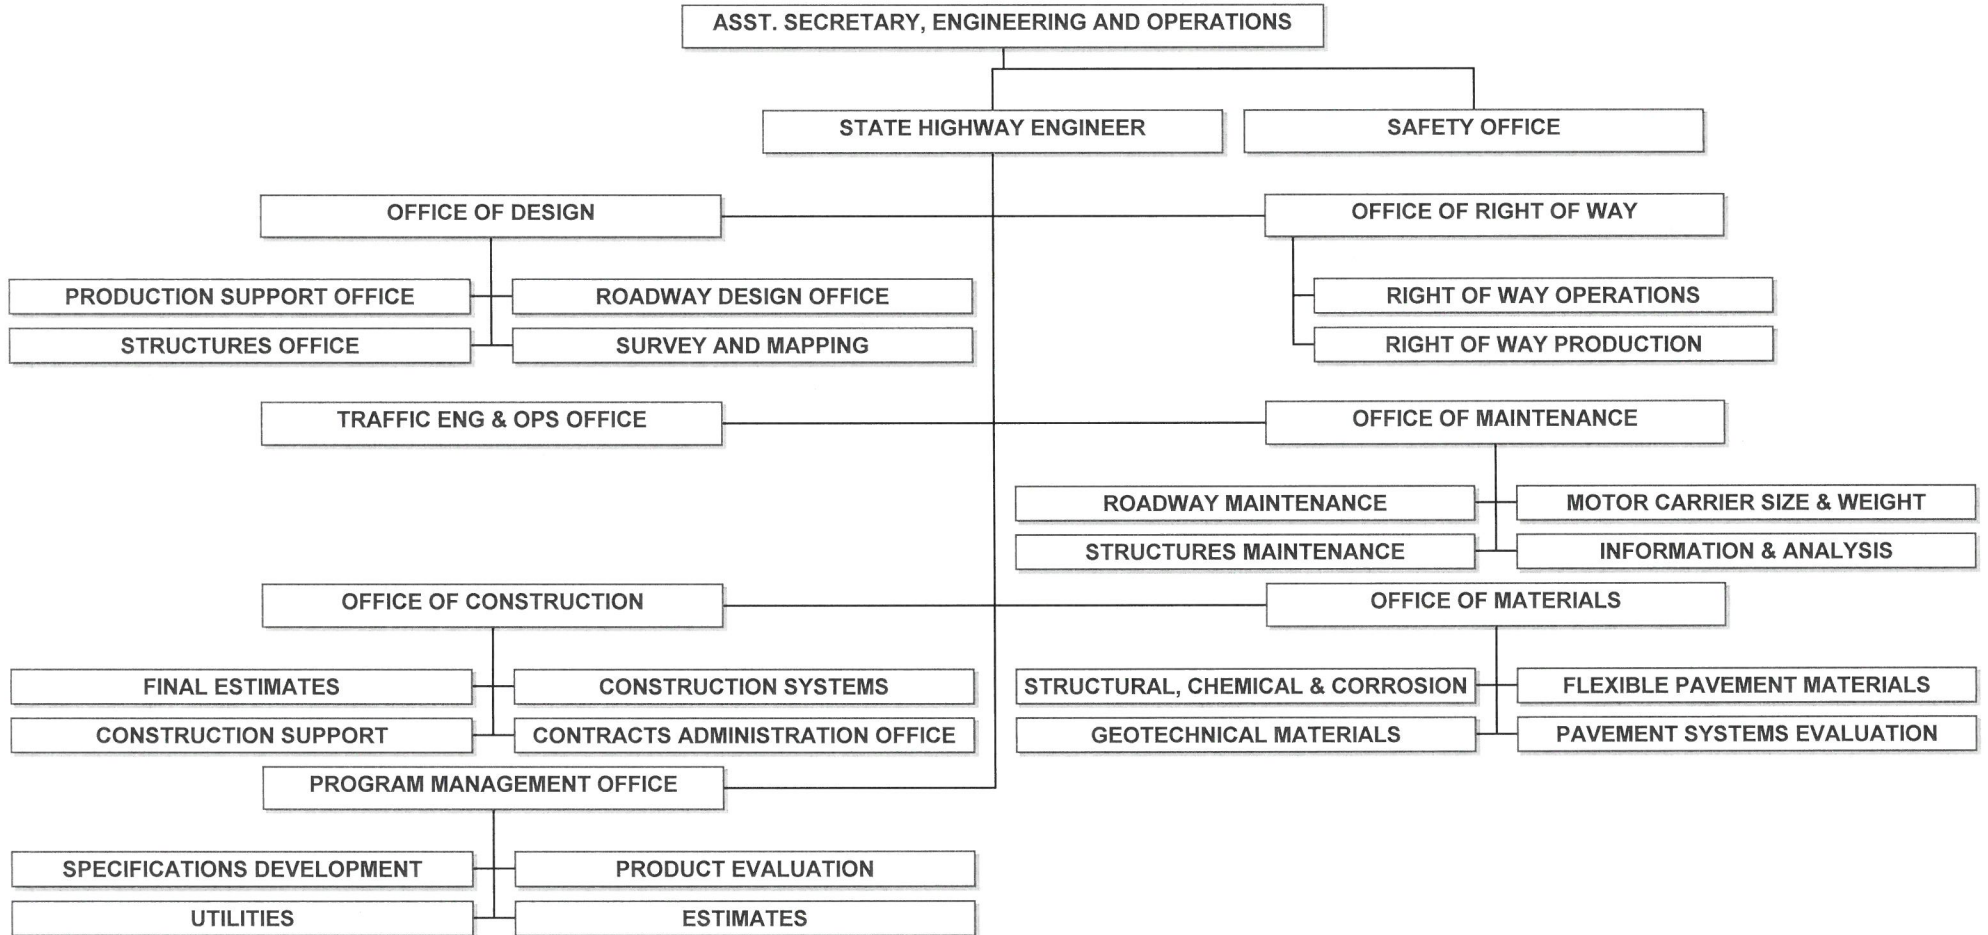 ASST. SECRETARY, ENGINEERING AND OPERATIONS
STATE HIGHWAY ENGINEER
SAFETY OFFICE
OFFICE OF DESIGN
OFFICE OF RIGHT OF WAY
PRODUCTION SUPPORT OFFICE
ROADWAY DESIGN OFFICE
RIGHT OF WAY OPERATIONS
STRUCTURES OFFICE
SURVEY AND MAPPING
RIGHT OF WAY PRODUCTION
TRAFFIC ENG & OPS OFFICE
OFFICE OF MAINTENANCE
ROADWAY MAINTENANCE
MOTOR CARRIER SIZE & WEIGHT
STRUCTURES MAINTENANCE
INFORMATION & ANALYSIS
OFFICE OF CONSTRUCTION
OFFICE OF MATERIALS
FINAL ESTIMATES
CONSTRUCTION SYSTEMS
STRUCTURAL, CHEMICAL & CORROSION
FLEXIBLE PAVEMENT MATERIALS
CONSTRUCTION SUPPORT
CONTRACTS ADMINISTRATION OFFICE
GEOTECHNICAL MATERIALS
PAVEMENT SYSTEMS EVALUATION
PROGRAM MANAGEMENT OFFICE
SPECIFICATIONS DEVELOPMENT
PRODUCT EVALUATION
UTILITIES
ESTIMATES